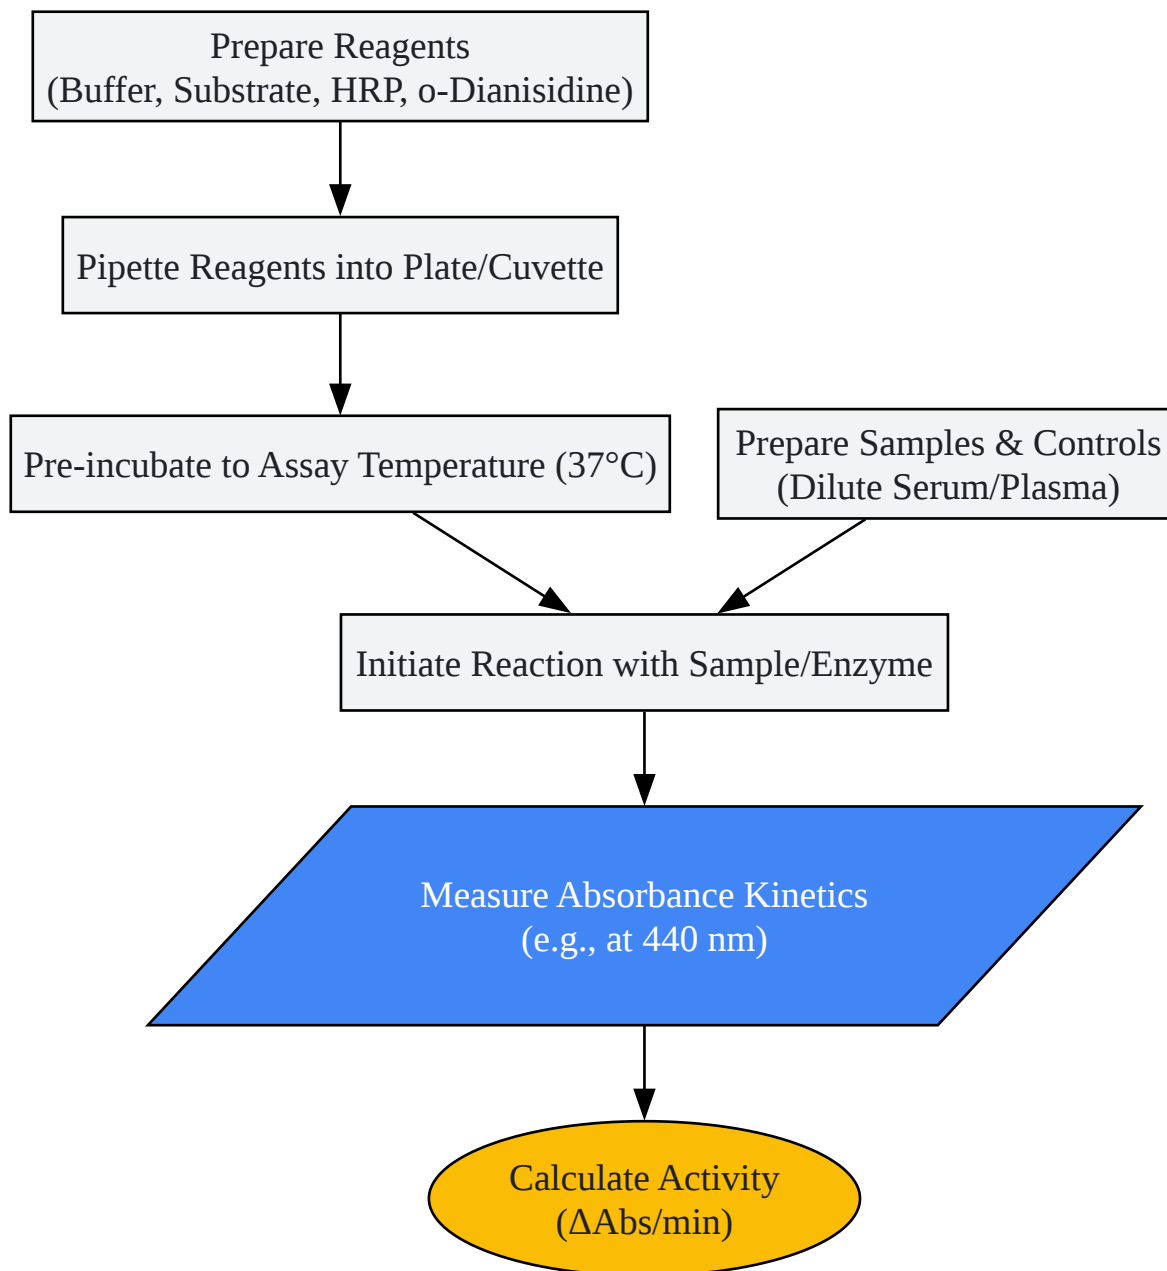 Prepare Reagents
(Buffer, Substrate, HRP, o-Dianisidine)
Pipette Reagents into Plate/Cuvette
Pre-incubate to Assay Temperature (37°C)
Prepare Samples & Controls
(Dilute Serum/Plasma)
Initiate Reaction with Sample/Enzyme
Measure Absorbance Kinetics
(e.g., at 440 nm)
Calculate Activity
(ΔAbs/min)